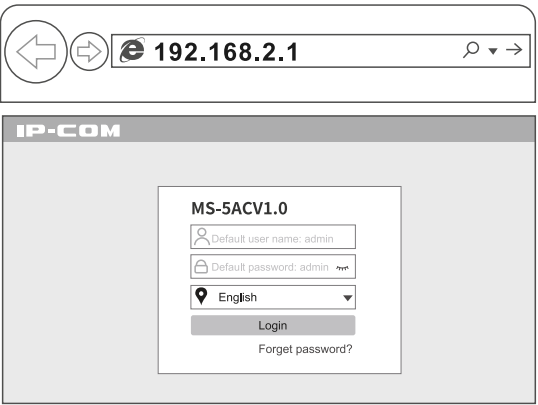 192.168.2.1
IP-COM
MS-5ACV1.0
Default user name: admin
Default password: admin
English
Login
Forget password?